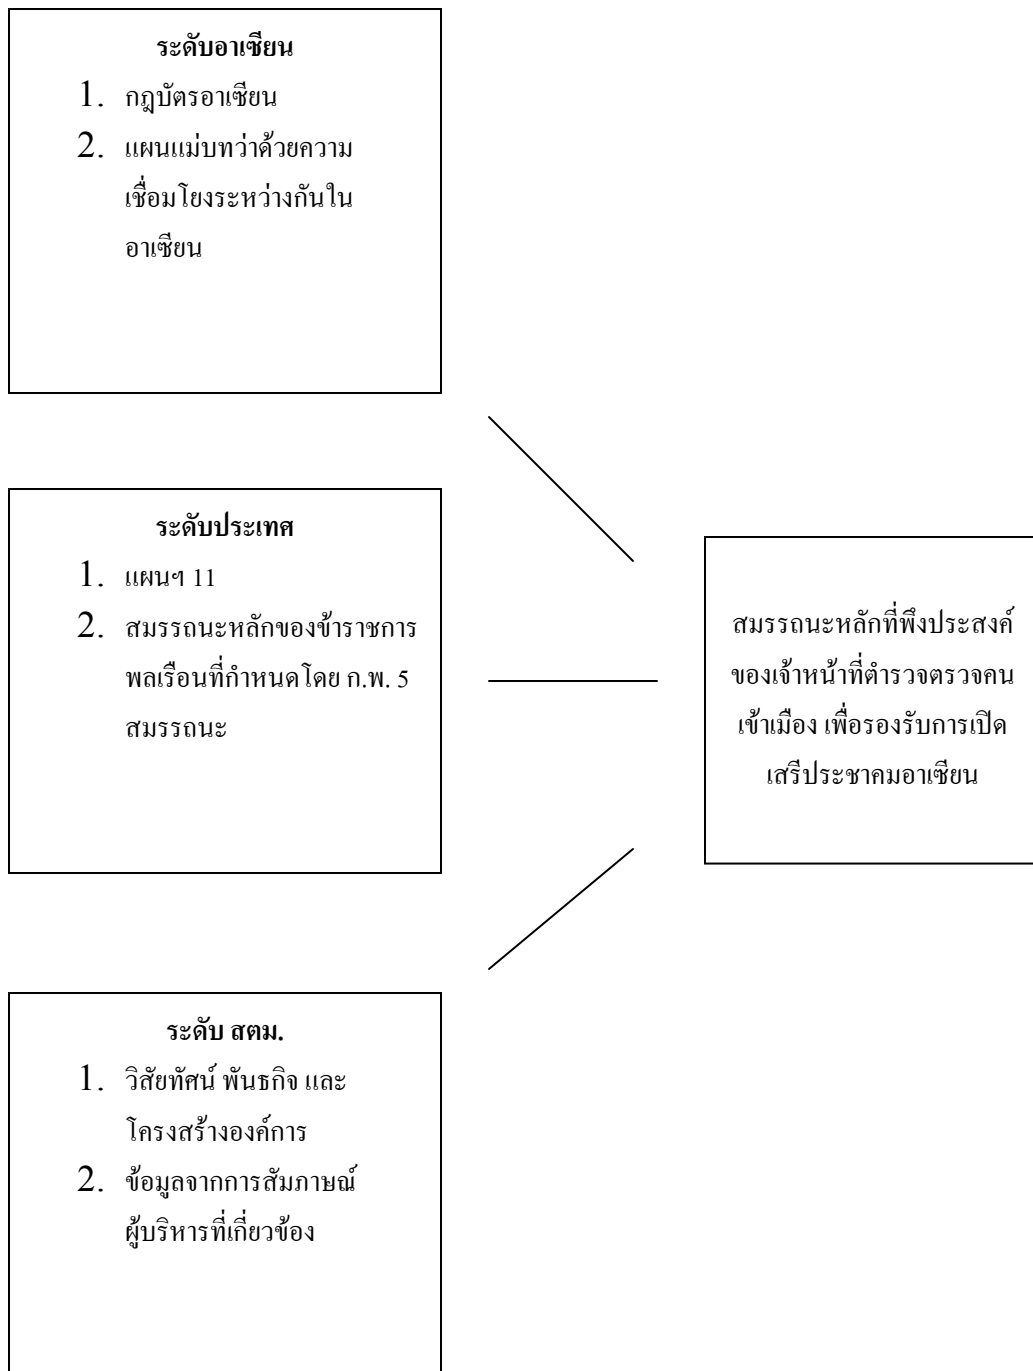 ระดับอาเซียน
1. กฎบัตรอาเซียน
2. แผนแม่บทว่าด้วยความ
เชื่อมโยงระหว่างกันใน
อาเซียน
ระดับประเทศ
1. แผนฯ 11
2. สมรรถนะหลักของข้าราชการ
พลเรือนที่กำหนดโดย ก.พ. 5
สมรรถนะ
สมรรถนะหลักที่พึงประสงค์
ของเจ้าหน้าที่ตำรวจตรวจคน
เข้าเมือง เพื่อรองรับการเปิด
เสรีประชาคมอาเซียน
ระดับ สตม.
1. วิสัยทัศน์ พันธกิจ และ
โครงสร้างองค์การ
2. ข้อมูลจากการสัมภาษณ์
ผู้บริหารที่เกี่ยวข้อง